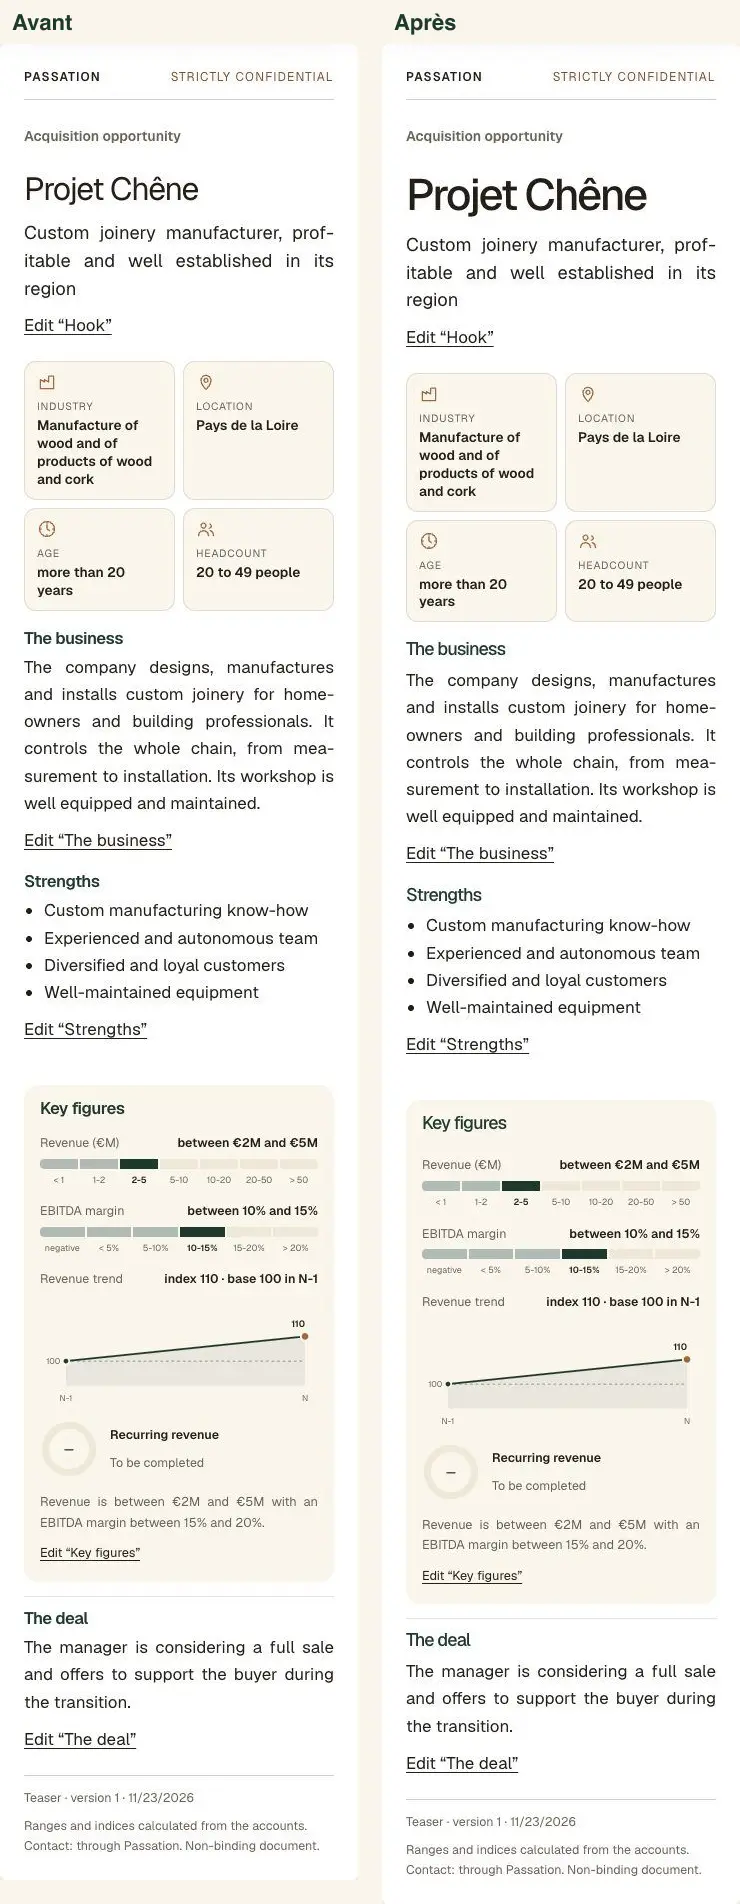 Avant
PASSATION
STRICTLY CONFIDENTIAL
Acquisition opportunity
Projet Chêne
Custom joinery manufacturer, prof-
itable and well established in its
region
Edit “Hook”
INDUSTRY
Manufacture of
wood and of
products of wood
and cork
LOCATION
Pays de la Loire
AGE
more than 20
years
HEADCOUNT
20 to 49 people
The business
The company designs, manufactures
and installs custom joinery for home-
owners and building professionals. It
controls the whole chain, from mea-
surement to installation. Its workshop is
well equipped and maintained.
Edit “The business”
Strengths
• Custom manufacturing know-how
• Experienced and autonomous team
• Diversified and loyal customers
• Well-maintained equipment
Edit “Strengths”
Key figures
Revenue (€M) between €2M and €5M
< 1 1-2 2-5 5-10 10-20 20-50 > 50
EBITDA margin between 10% and 15%
negative < 5% 5-10% 10-15% 15-20% > 20%
Revenue trend index 110 · base 100 in N-1
110
100
N-1 N
–
Recurring revenue
To be completed
Revenue is between €2M and €5M with an
EBITDA margin between 15% and 20%.
Edit “Key figures”
The deal
The manager is considering a full sale
and offers to support the buyer during
the transition.
Edit “The deal”
Teaser · version 1 · 11/23/2026
Ranges and indices calculated from the accounts.
Contact: through Passation. Non-binding document.
Après
PASSATION
STRICTLY CONFIDENTIAL
Acquisition opportunity
Projet Chêne
Custom joinery manufacturer, prof-
itable and well established in its
region
Edit “Hook”
INDUSTRY
Manufacture of
wood and of
products of wood
and cork
LOCATION
Pays de la Loire
AGE
more than 20
years
HEADCOUNT
20 to 49 people
The business
The company designs, manufactures
and installs custom joinery for home-
owners and building professionals. It
controls the whole chain, from mea-
surement to installation. Its workshop is
well equipped and maintained.
Edit “The business”
Strengths
• Custom manufacturing know-how
• Experienced and autonomous team
• Diversified and loyal customers
• Well-maintained equipment
Edit “Strengths”
Key figures
Revenue (€M) between €2M and €5M
< 1 1-2 2-5 5-10 10-20 20-50 > 50
EBITDA margin between 10% and 15%
negative < 5% 5-10% 10-15% 15-20% > 20%
Revenue trend index 110 · base 100 in N-1
110
100
N-1 N
–
Recurring revenue
To be completed
Revenue is between €2M and €5M with an
EBITDA margin between 15% and 20%.
Edit “Key figures”
The deal
The manager is considering a full sale
and offers to support the buyer during
the transition.
Edit “The deal”
Teaser · version 1 · 11/23/2026
Ranges and indices calculated from the accounts.
Contact: through Passation. Non-binding document.